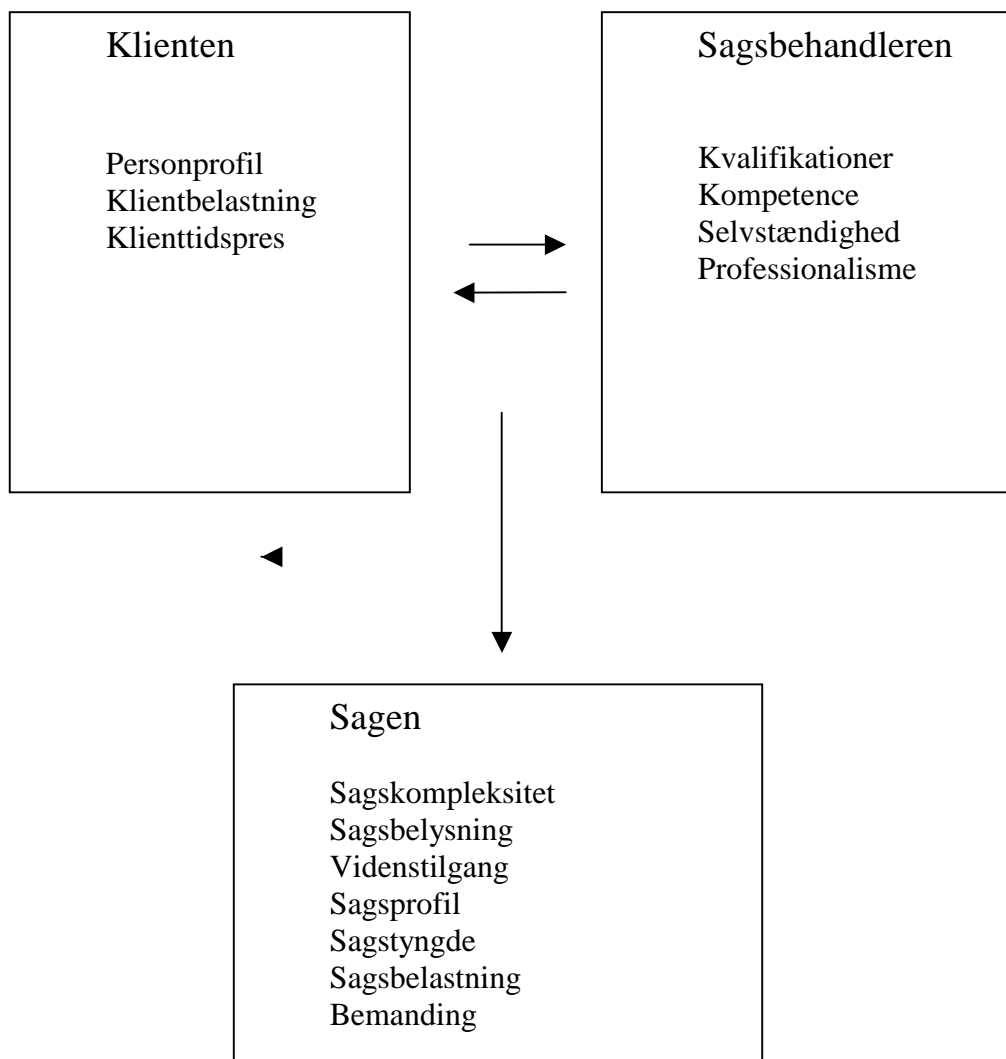 Klienten
Personprofil
Klientbelastning
Klienttidspres
Sagsbehandleren
Kvalifikationer
Kompetence
Selvstændighed
Professionalisme
Sagen
Sagskompleksitet
Sagsbelysning
Videnstilgang
Sagsprofil
Sagstyngde
Sagsbelastning
Bemanding